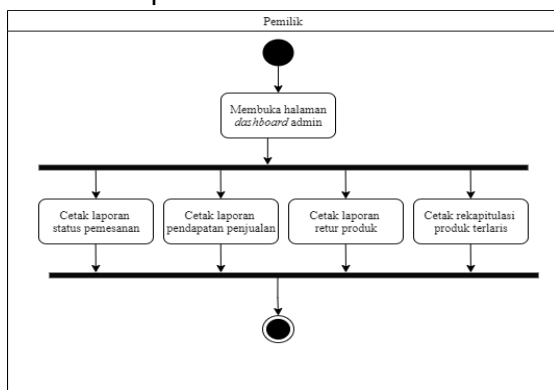 Pemilik
Membuka halaman
dashboard admin
Cetak laporan
status pemesanan
Cetak laporan
pendapatan penjualan
Cetak laporan
retur produk
Cetak rekapitulasi
produk terlaris